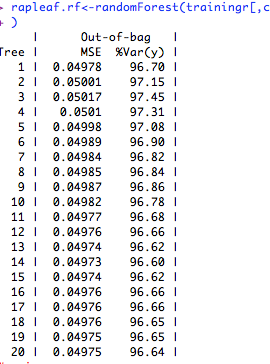 > rapleaf.rf<-randomForest(trainingr[,c
+ )
| Out-of-bag |
Tree | MSE %Var(y) |
1 | 0.04978 96.70 |
2 | 0.05001 97.15 |
3 | 0.05017 97.45 |
4 | 0.0501 97.31 |
5 | 0.04998 97.08 |
6 | 0.04989 96.90 |
7 | 0.04984 96.82 |
8 | 0.04985 96.84 |
9 | 0.04987 96.86 |
10 | 0.04982 96.78 |
11 | 0.04977 96.68 |
12 | 0.04976 96.66 |
13 | 0.04974 96.62 |
14 | 0.04973 96.60 |
15 | 0.04974 96.62 |
16 | 0.04976 96.66 |
17 | 0.04976 96.66 |
18 | 0.04976 96.65 |
19 | 0.04975 96.65 |
20 | 0.04975 96.64 |